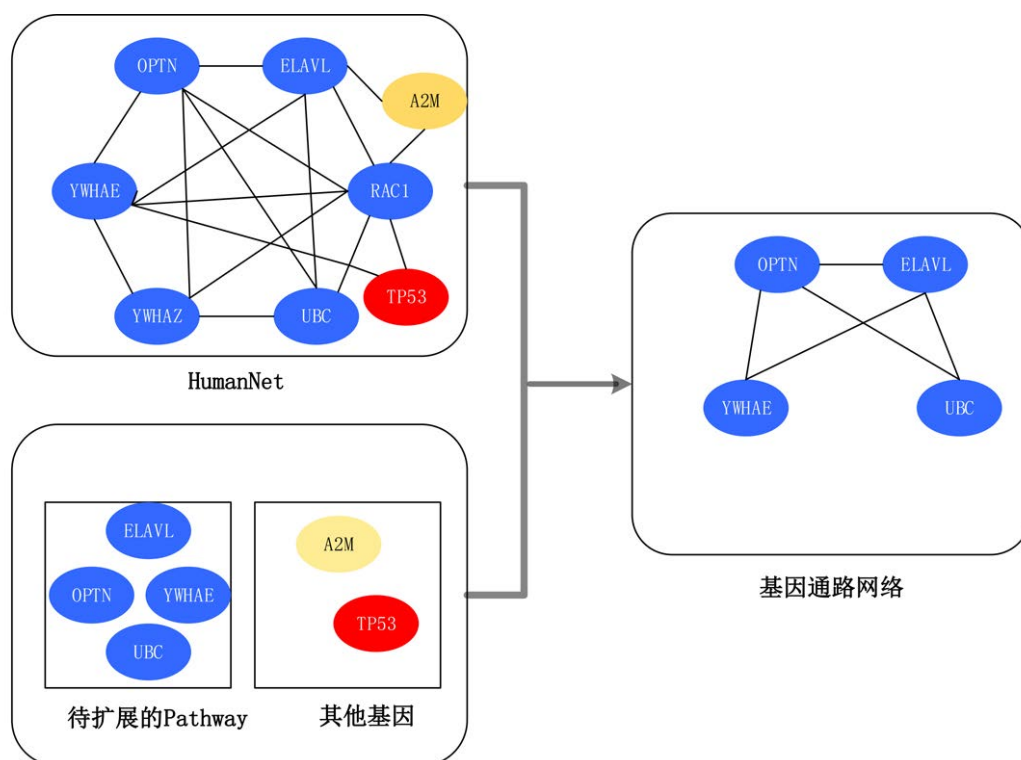 OPTN
ELAVL
A2M
YWHAE
RAC1
TP53
YWHAZ
UBC
HumanNet
ELAVL
OPTN
YWHAE
UBC
待扩展的Pathway
A2M
TP53
其他基因
OPTN
ELAVL
YWHAE
UBC
基因通路网络